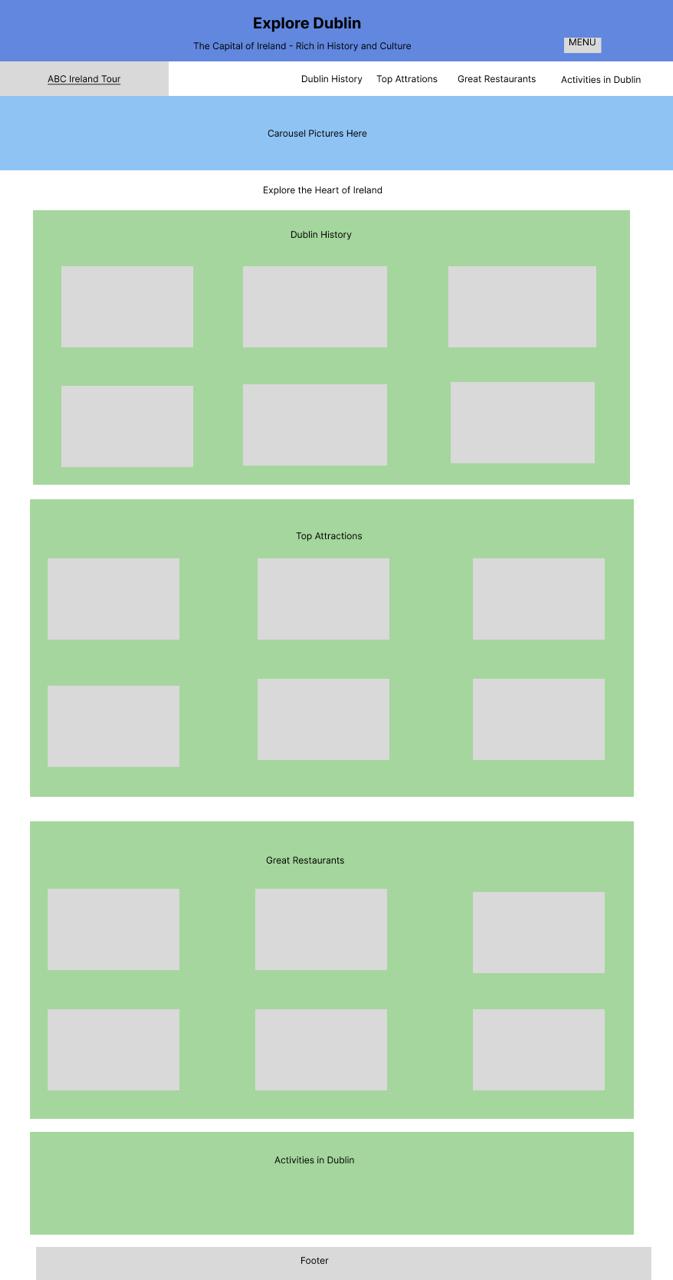 Explore Dublin
The Capital of Ireland - Rich in History and Culture
MENU
ABC Ireland Tour
Dublin History
Top Attrations
Great Restaurants
Activities in Dublin
Carousel Pictures Here
Explore the Heart of Ireland
Dublin History
Top Attractions
Great Restaurants
Activities in Dublin
Footer